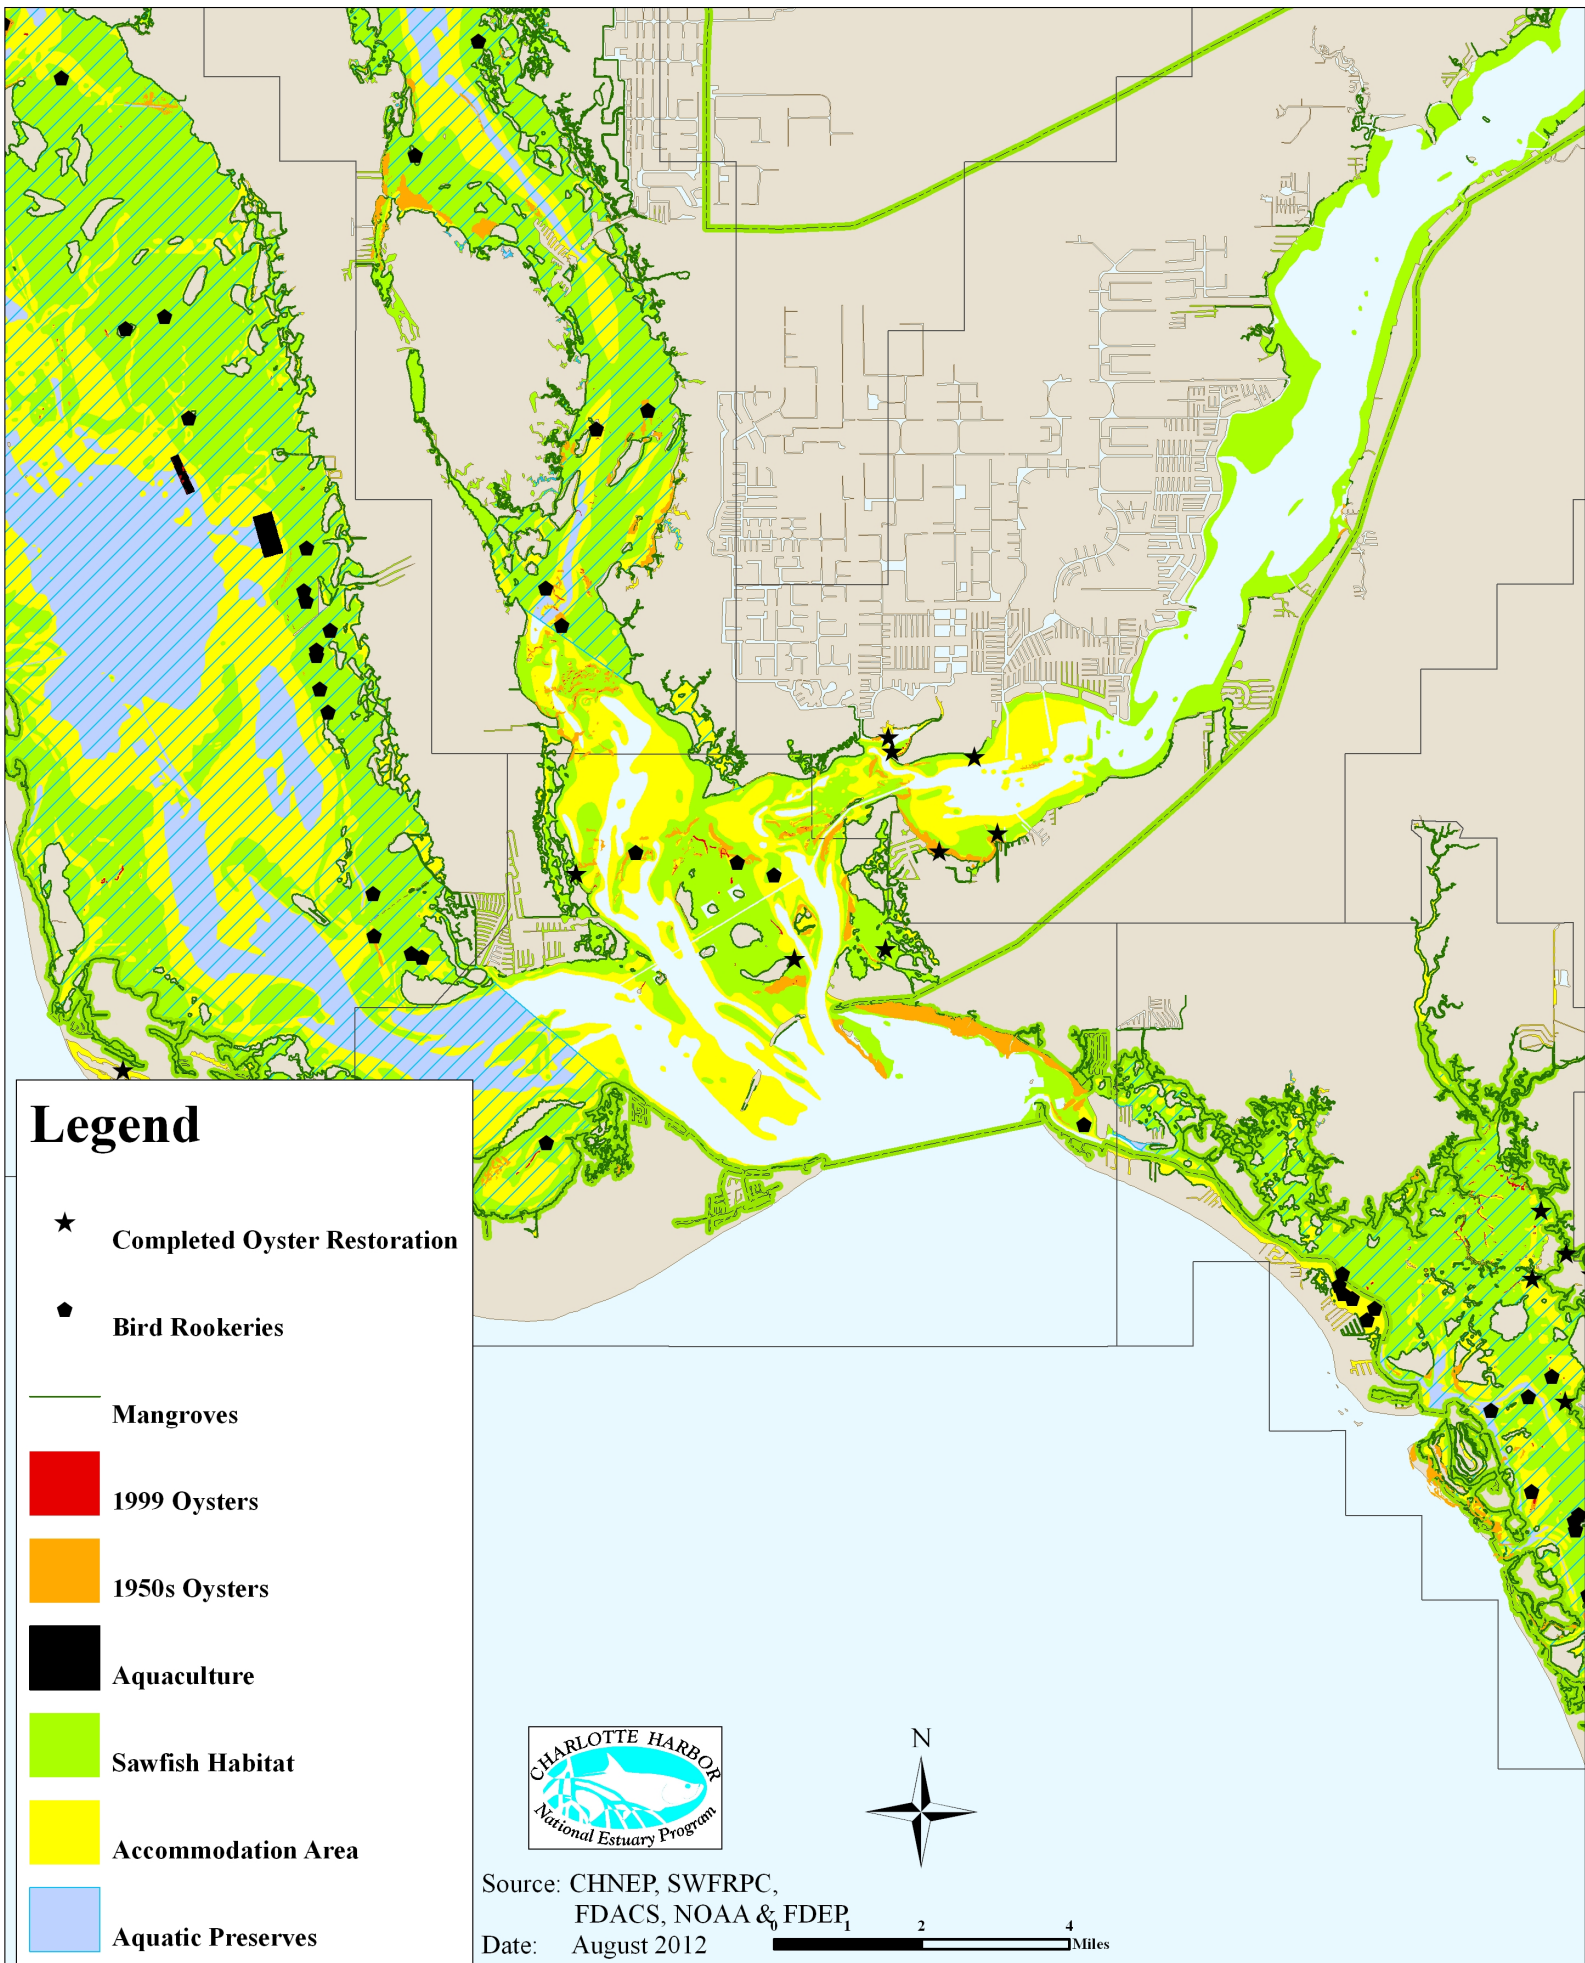 Legend
Completed Oyster Restoration
Bird Rookeries
Mangroves
1999 Oysters
1950s Oysters
Aquaculture
Sawfish Habitat
Accommodation Area
Aquatic Preserves
CHARLOTTE HARBOR
National Estuary Program
N
Source: CHNEP, SWFRPC,
FDACS, NOAA & FDEP
Date: August 2012
0 1 2 4
Miles